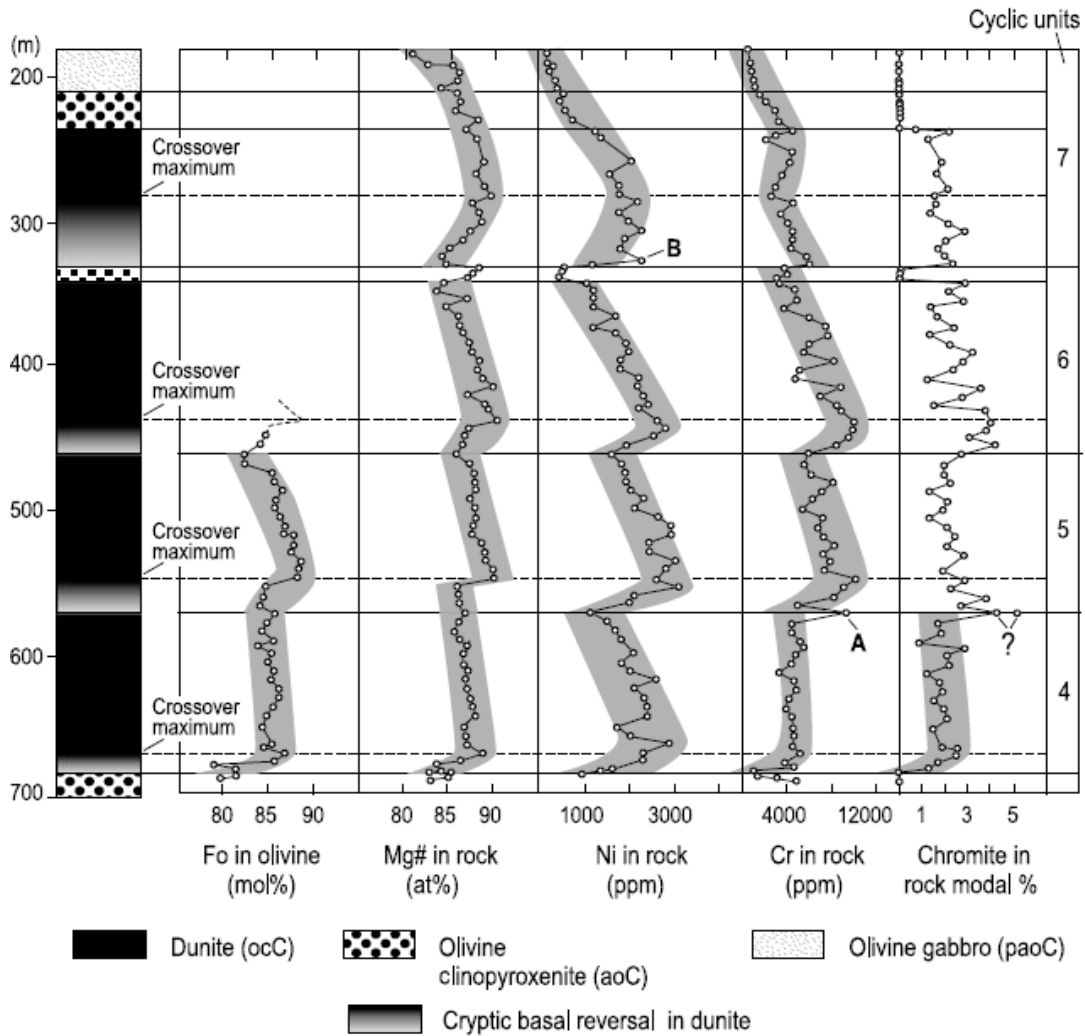 Cyclic units
(m)
200
300
400
500
600
700
Crossover
maximum
Crossover
maximum
Crossover
maximum
Crossover
maximum
B
A
?
7
6
5
4
80 85 90
80 85 90
1000 3000
4000 12000
1 3 5
Fo in olivine
(mol%)
Mg# in rock
(at%)
Ni in rock
(ppm)
Cr in rock
(ppm)
Chromite in
rock modal %
Dunite (ocC)
Olivine
clinopyroxenite (aoC)
Olivine gabbro (paoC)
Cryptic basal reversal in dunite